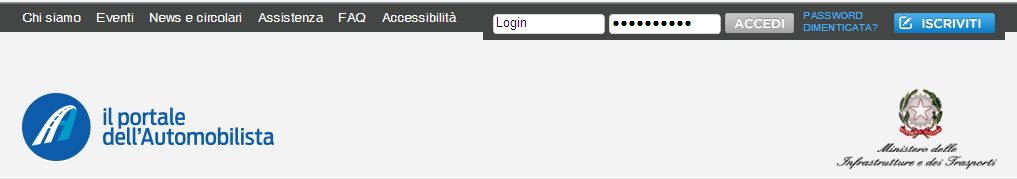 Chi siamo Eventi News e circolari Assistenza FAQ Accessibilità
Login •••••••••• ACCEDI PASSWORD DIMENTICATA? ISCRIVITI
il portale
dell'Automobilista
Ministero delle
Infrastrutture e dei Trasporti